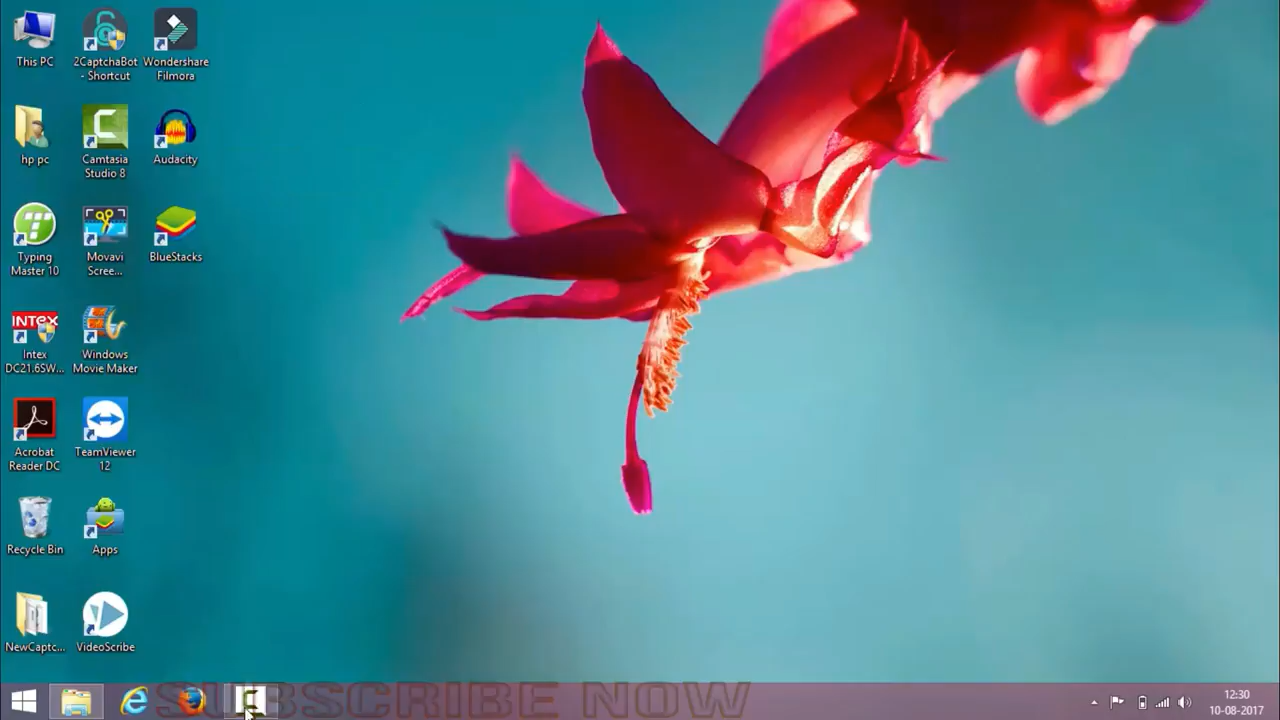 This PC
2CaptchaBot
- Shortcut
Wondershare
Filmora
hp pc
Camtasia
Studio 8
Audacity
Typing
Master 10
Movavi
Scree...
BlueStacks
INTEX
Intex
DC21.6SW...
Windows
Movie Maker
Acrobat
Reader DC
TeamViewer
12
Recycle Bin
Apps
NewCaptc...
VideoScribe
SUBSCRIBE NOW
12:30
10-08-2017